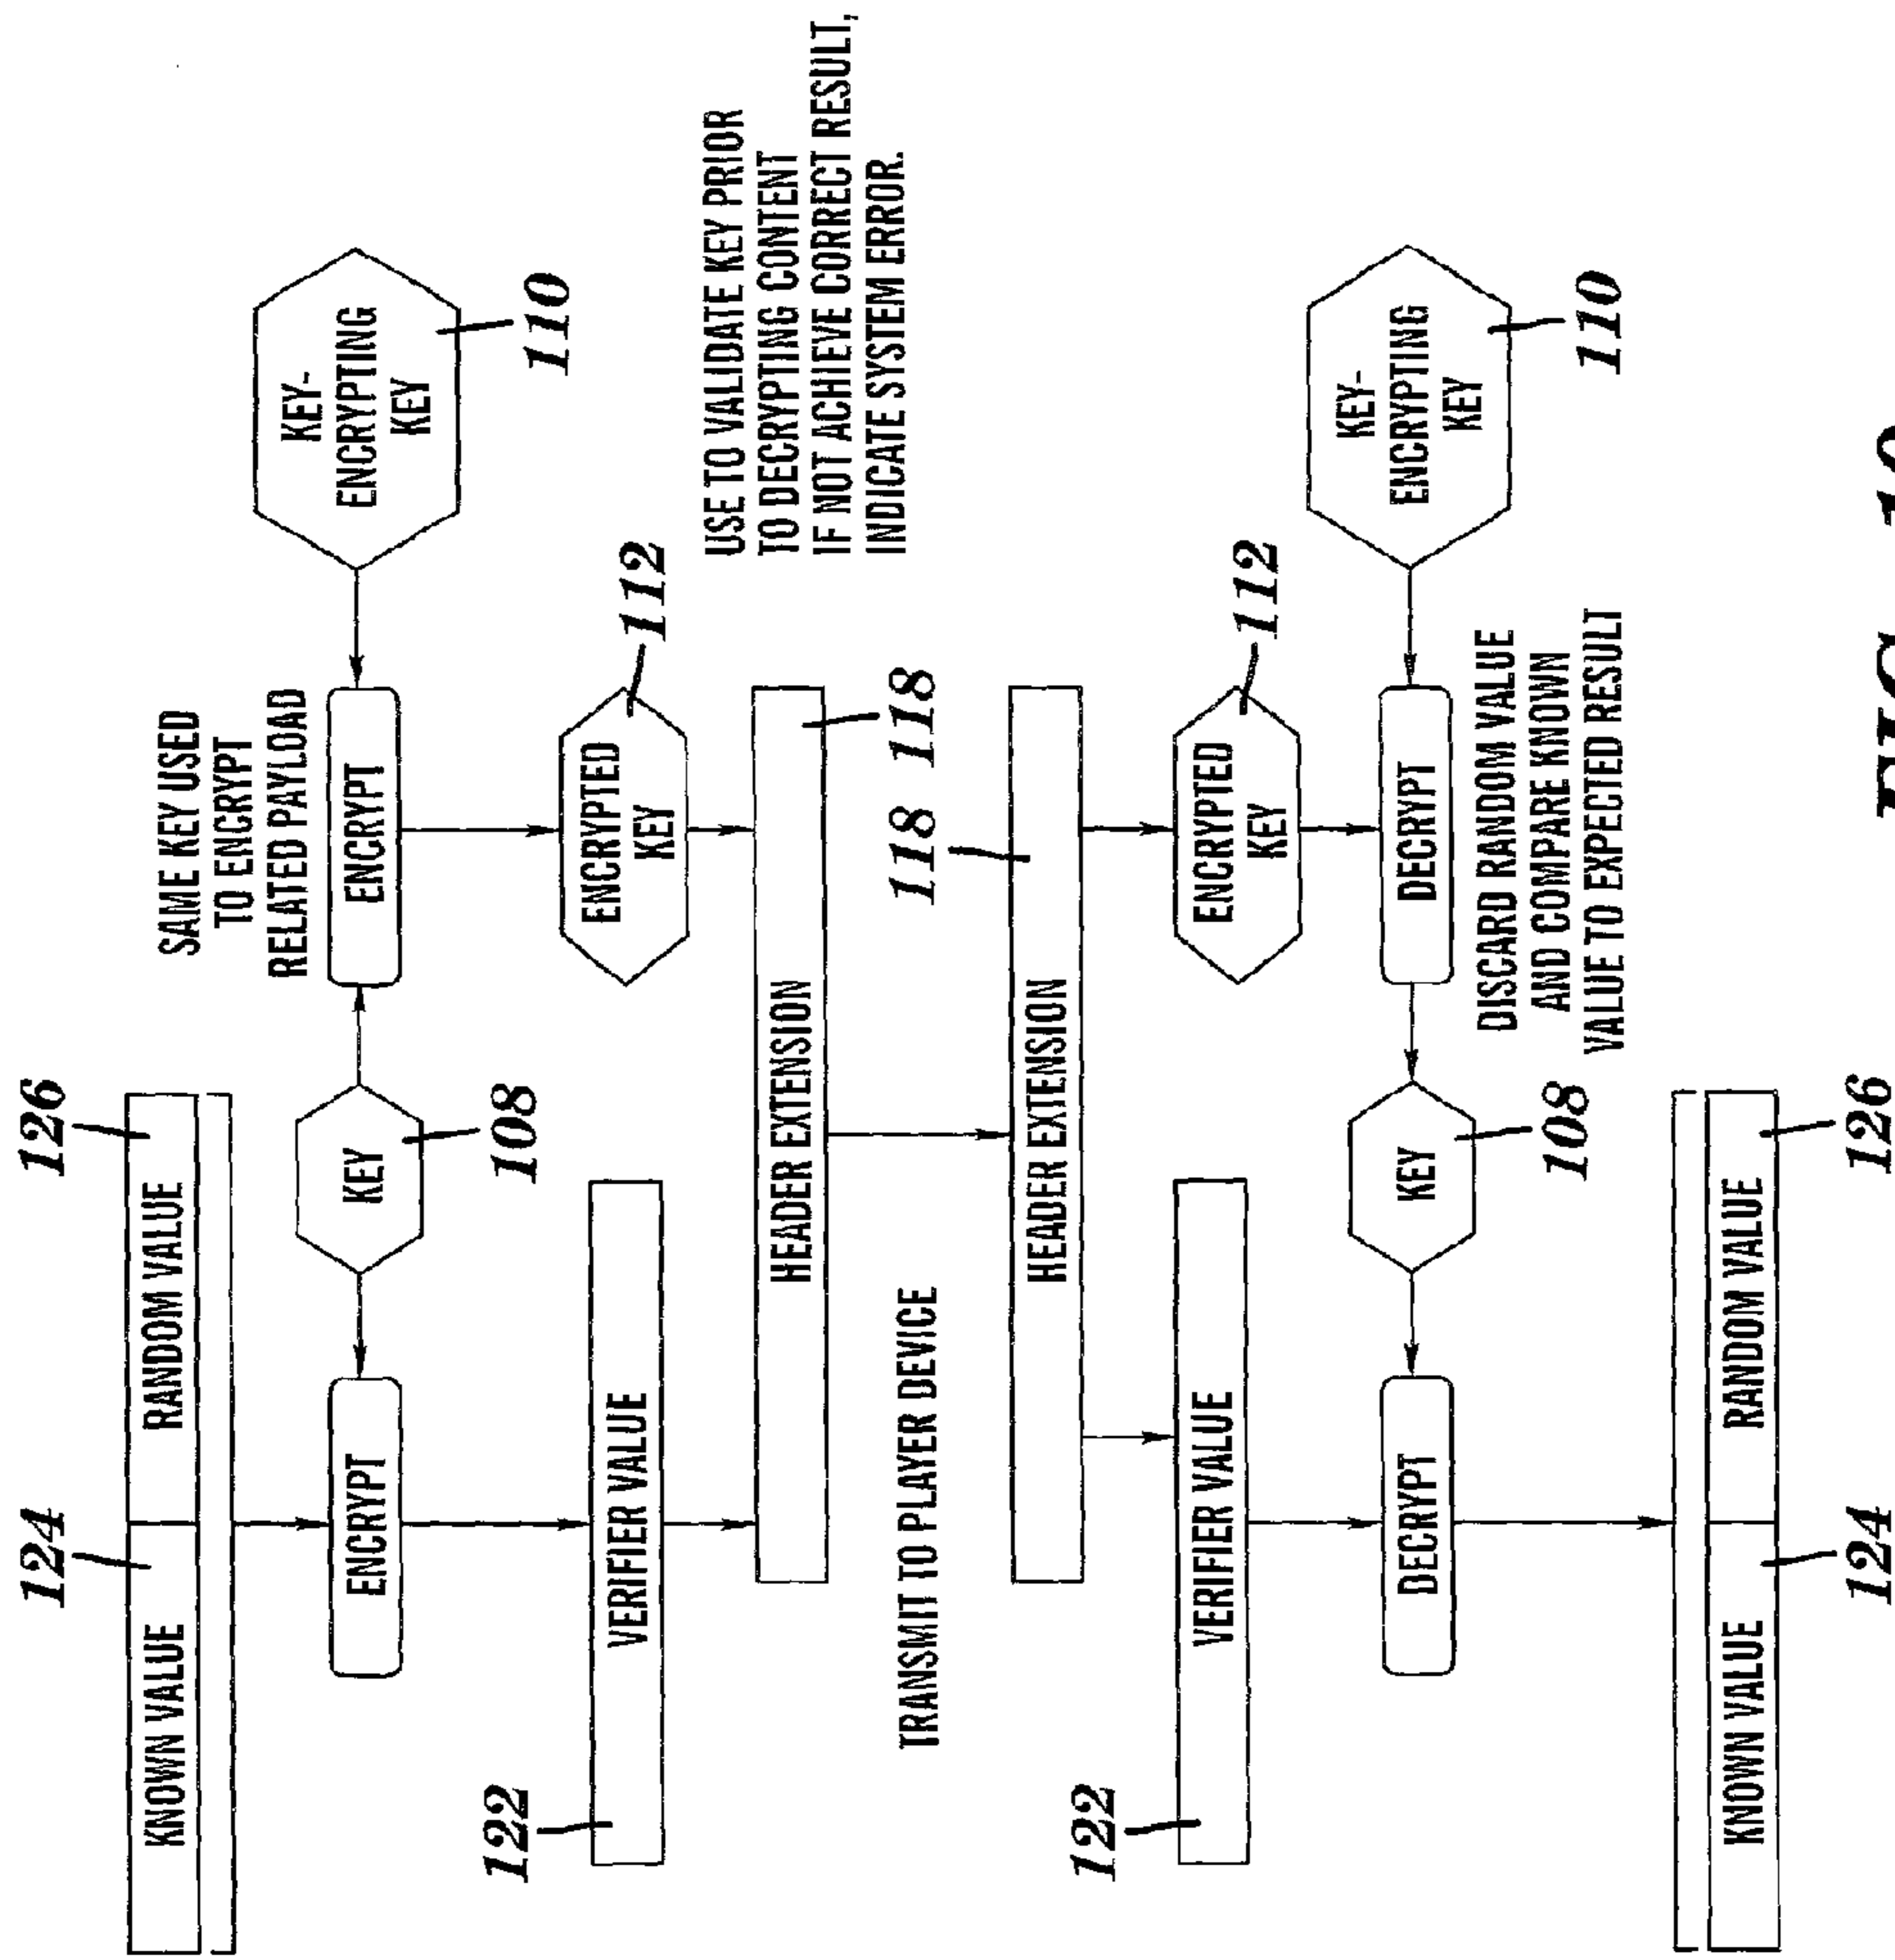 124
126
KNOWN VALUE
RANDOM VALUE
SAME KEY USED
TO ENCRYPT
RELATED PAYLOAD
ENCRYPT
KEY
ENCRYPT
KEY-
ENCRYPTING
KEY
108
110
122
VERIFIER VALUE
ENCRYPTED
KEY
112
USE TO VALIDATE KEY PRIOR
TO DECRYPTING CONTENT
IF NOT ACHIEVE CORRECT RESULT,
INDICATE SYSTEM ERROR.
HEADER EXTENSION
118
TRANSMIT TO PLAYER DEVICE
118
HEADER EXTENSION
122
VERIFIER VALUE
ENCRYPTED
KEY
112
DECRYPT
KEY
DECRYPT
KEY-
ENCRYPTING
KEY
108
110
DISCARD RANDOM VALUE
AND COMPARE KNOWN
VALUE TO EXPECTED RESULT
KNOWN VALUE
RANDOM VALUE
124
126